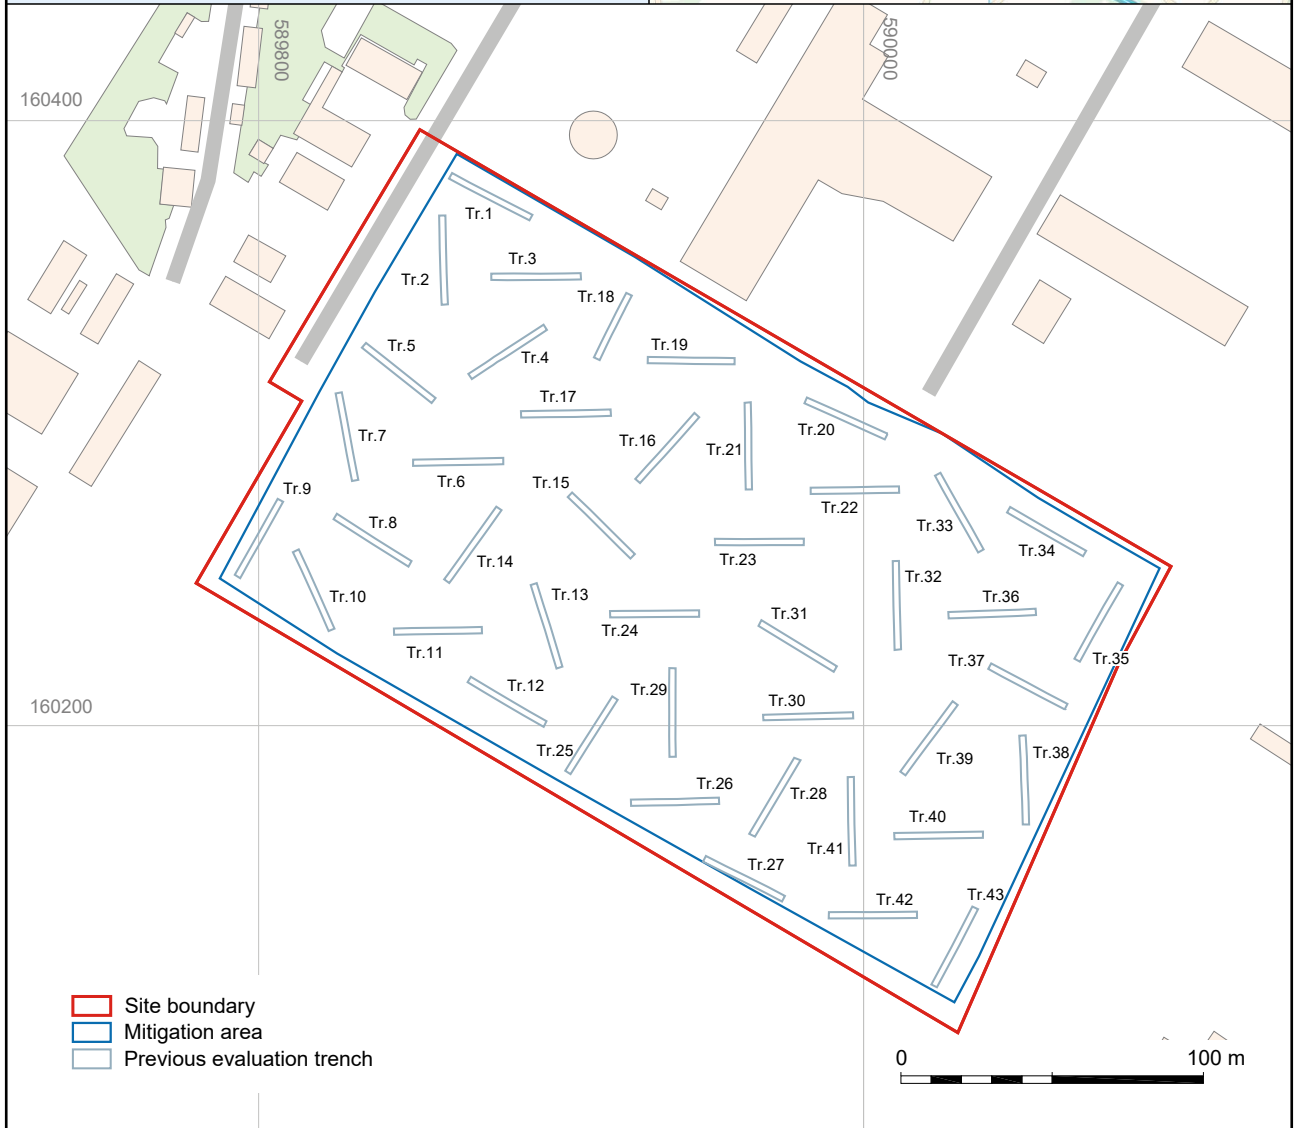 589800
590000
160400
Tr.1
Tr.3
Tr.2
Tr.18
Tr.5
Tr.4
Tr.19
Tr.17
Tr.20
Tr.7
Tr.16
Tr.21
Tr.6
Tr.15
Tr.9
Tr.22
Tr.8
Tr.33
Tr.34
Tr.14
Tr.23
Tr.32
Tr.10
Tr.13
Tr.36
Tr.31
Tr.24
Tr.11
Tr.35
Tr.37
Tr.12
Tr.29
Tr.30
160200
Tr.25
Tr.38
Tr.39
Tr.26
Tr.28
Tr.40
Tr.41
Tr.27
Tr.43
Tr.42
Site boundary
Mitigation area
Previous evaluation trench
0 100 m